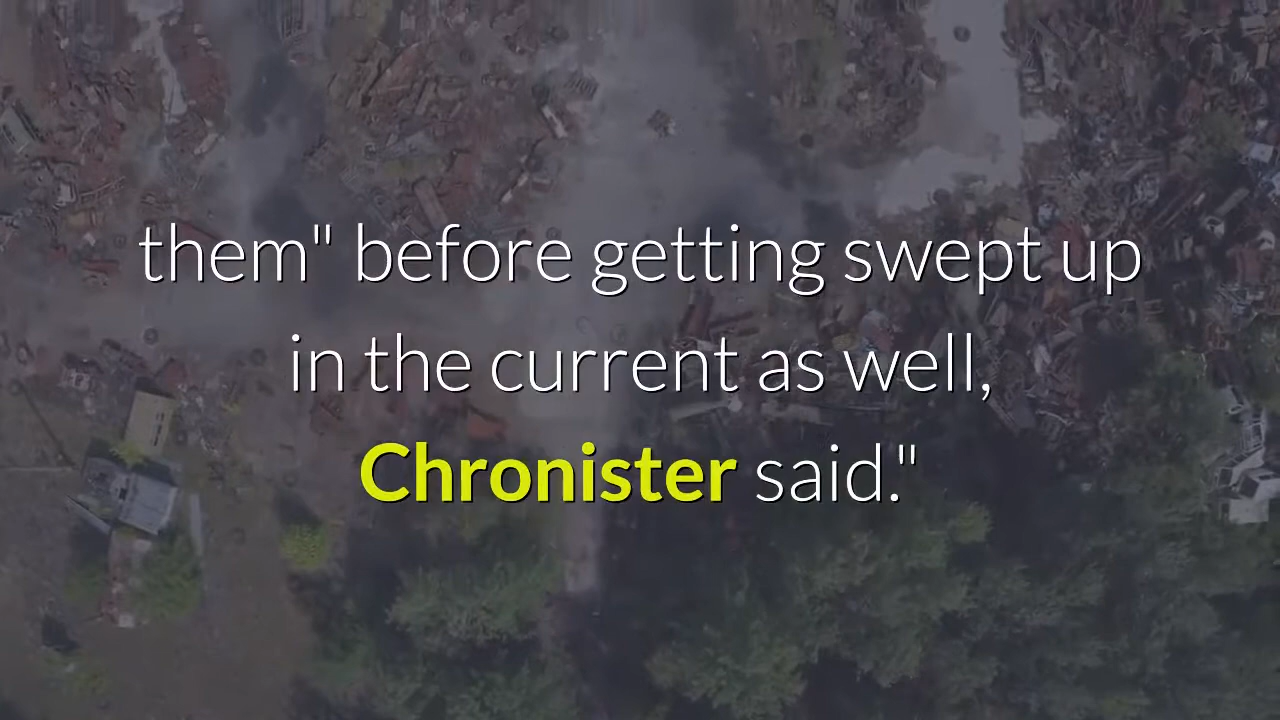 them" before getting swept up
in the current as well,
Chronister said."